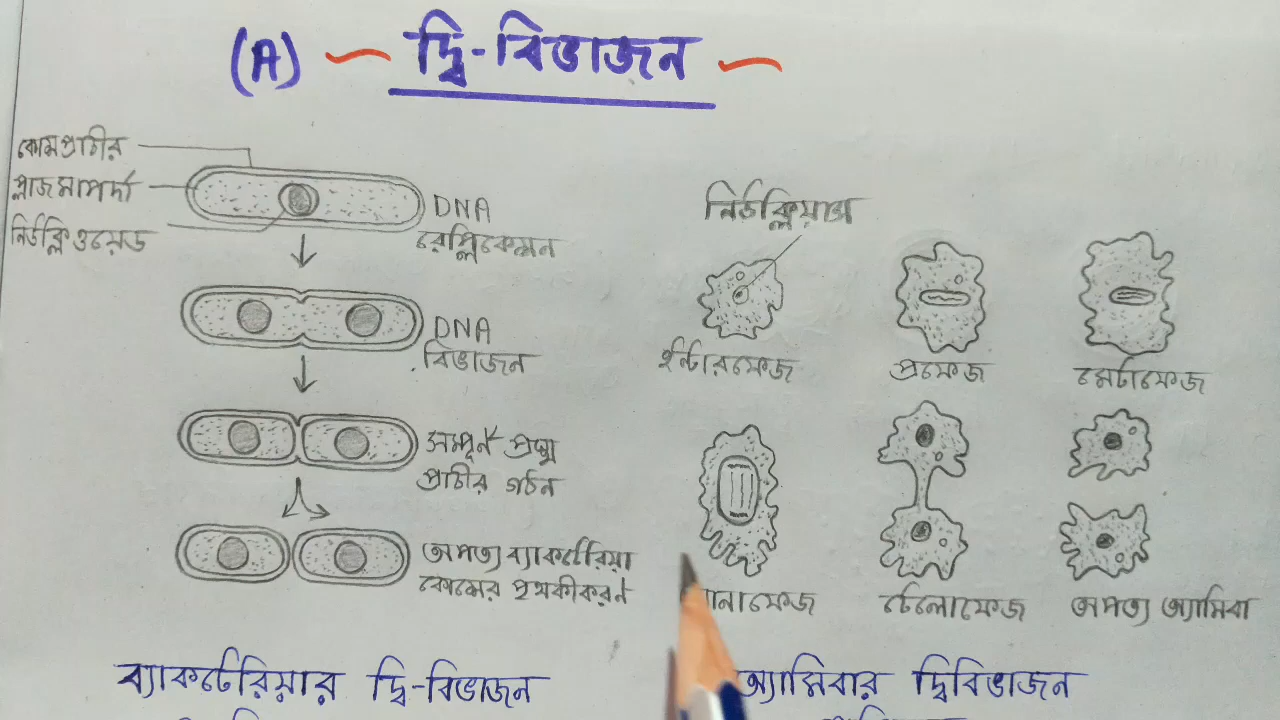 (A) ~ দ্বি-বিভাজন ~
কোষপ্রাচীর
প্লাজমাপর্দা
নিউক্লিওয়েড
DNA
রেপ্লিকেশন
DNA
বিভাজন
সম্পূর্ণ প্রস্থ
প্রাচীর গঠন
অপত্য ব্যাকটেরিয়া
কোষের পৃথকীকরণ
ব্যাকটেরিয়ার দ্বি-বিভাজন
নিউক্লিয়াস
ইন্টারফেজ
প্রফেজ
মেটাফেজ
টেলোফেজ
অপত্য অ্যামিবা
অ্যামিবার দ্বিবিভাজন